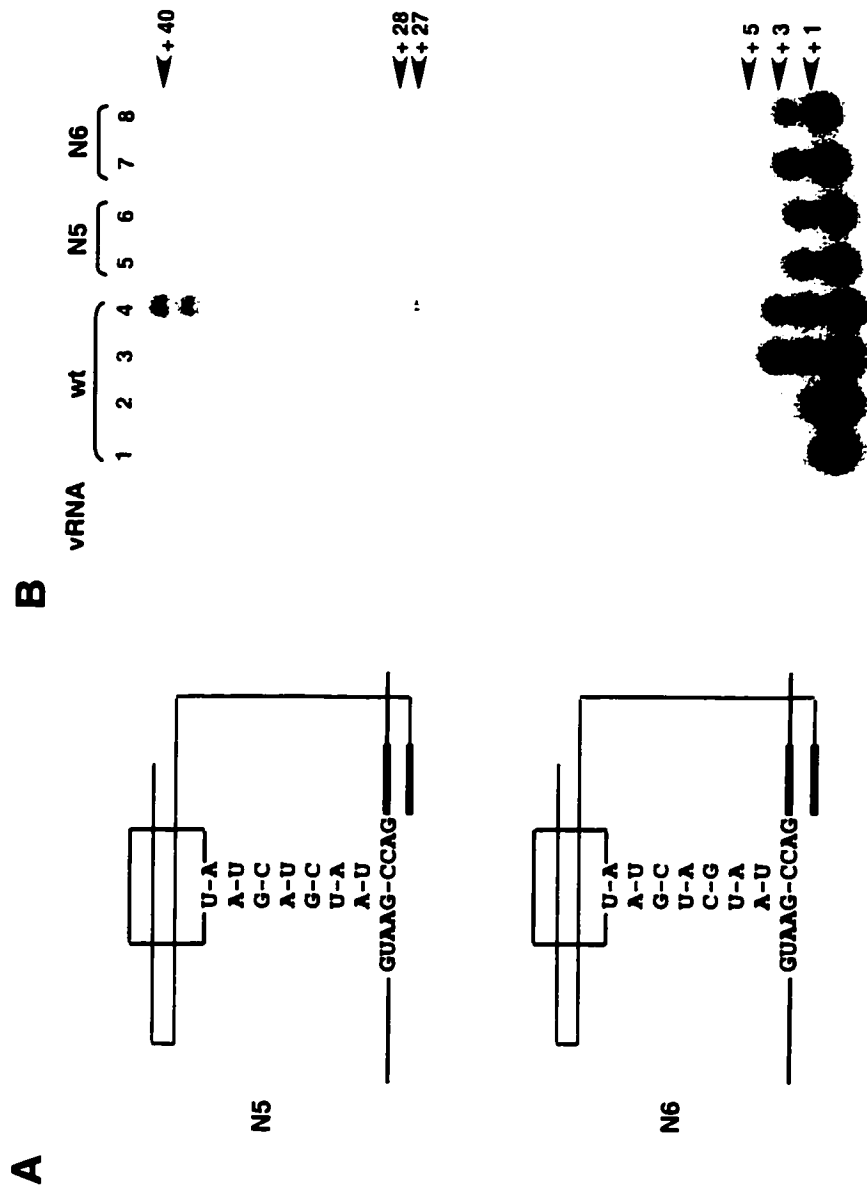 A
N5
U-A
A-U
G-C
A-U
G-C
U-A
A-U
GUAAG-CCAG
N6
U-A
A-U
G-C
U-A
C-G
U-A
A-U
GUAAG-CCAG
B
vRNA
wt N5 N6
1 2 3 4 5 6 7 8
+ 40
+ 28
+ 27
+ 5
+ 3
+ 1